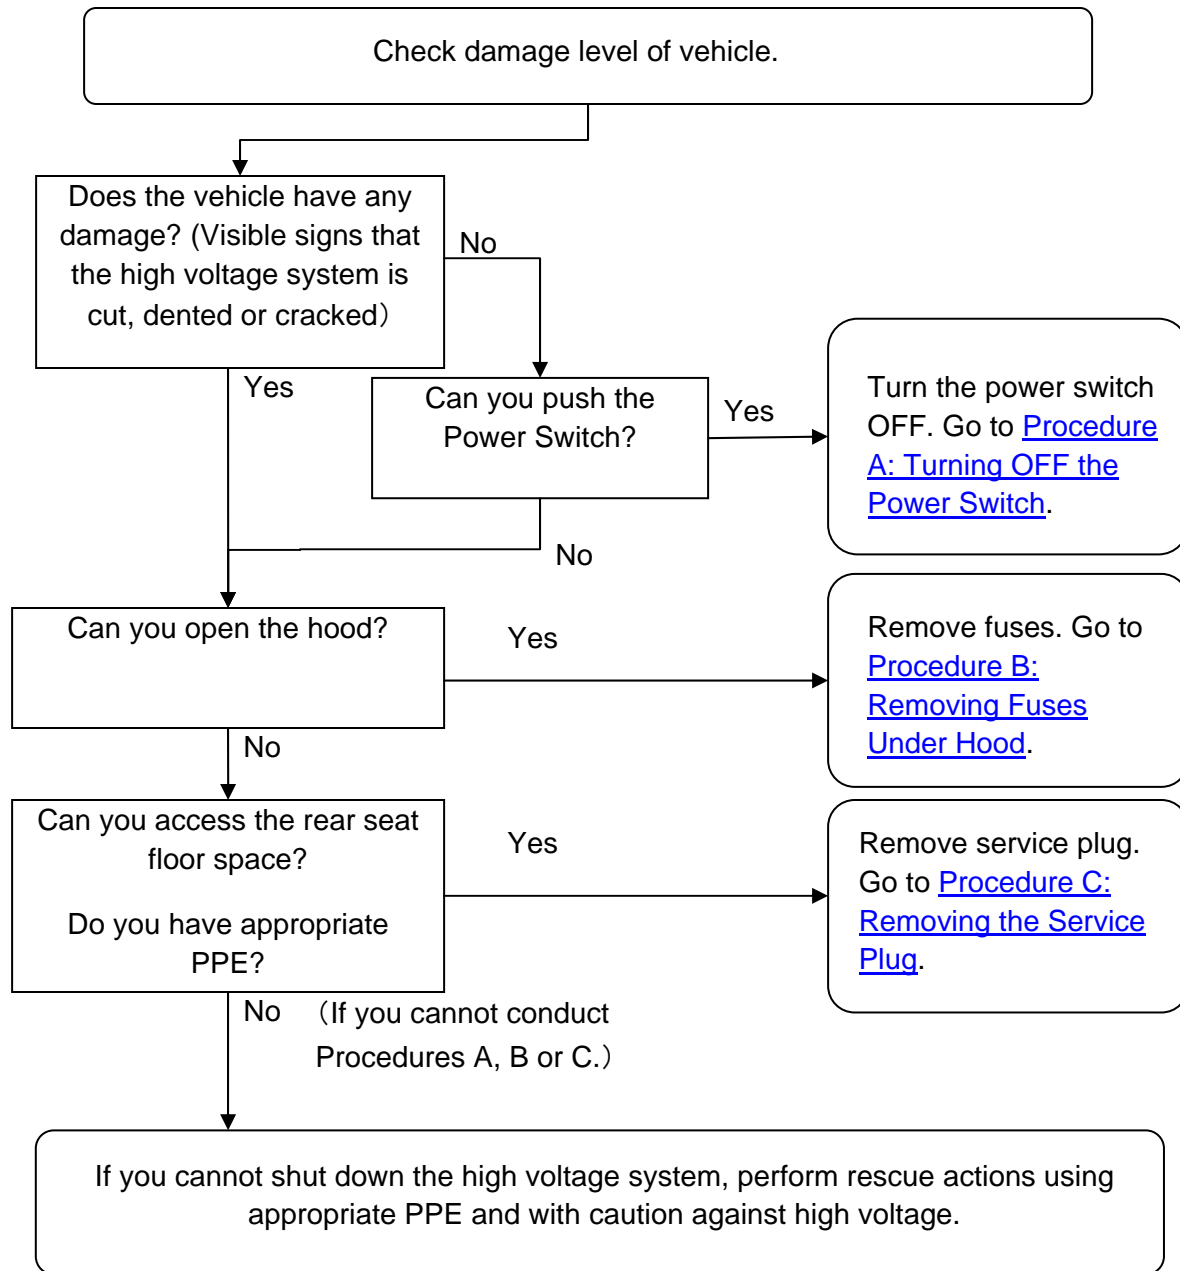 Check damage level of vehicle.
Does the vehicle have any
damage? (Visible signs that
the high voltage system is
cut, dented or cracked）
No
Yes
Can you push the
Power Switch?
Yes
Turn the power switch
OFF. Go to Procedure
A: Turning OFF the
Power Switch.
No
Can you open the hood?
Yes
Remove fuses. Go to
Procedure B:
Removing Fuses
Under Hood.
No
Can you access the rear seat
floor space?
Do you have appropriate
PPE?
Yes
Remove service plug.
Go to Procedure C:
Removing the Service
Plug.
No （If you cannot conduct
Procedures A, B or C.）
If you cannot shut down the high voltage system, perform rescue actions using
appropriate PPE and with caution against high voltage.